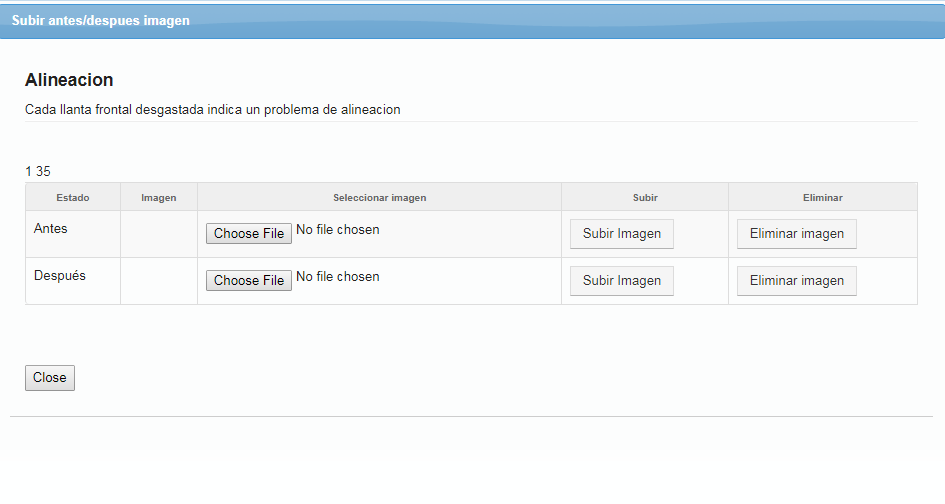 Subir antes/despues imagen
Alineacion
Cada llanta frontal desgastada indica un problema de alineacion
1 35
Estado Imagen Seleccionar imagen Subir Eliminar
Antes Choose File No file chosen Subir Imagen Eliminar imagen
Después Choose File No file chosen Subir Imagen Eliminar imagen
Close